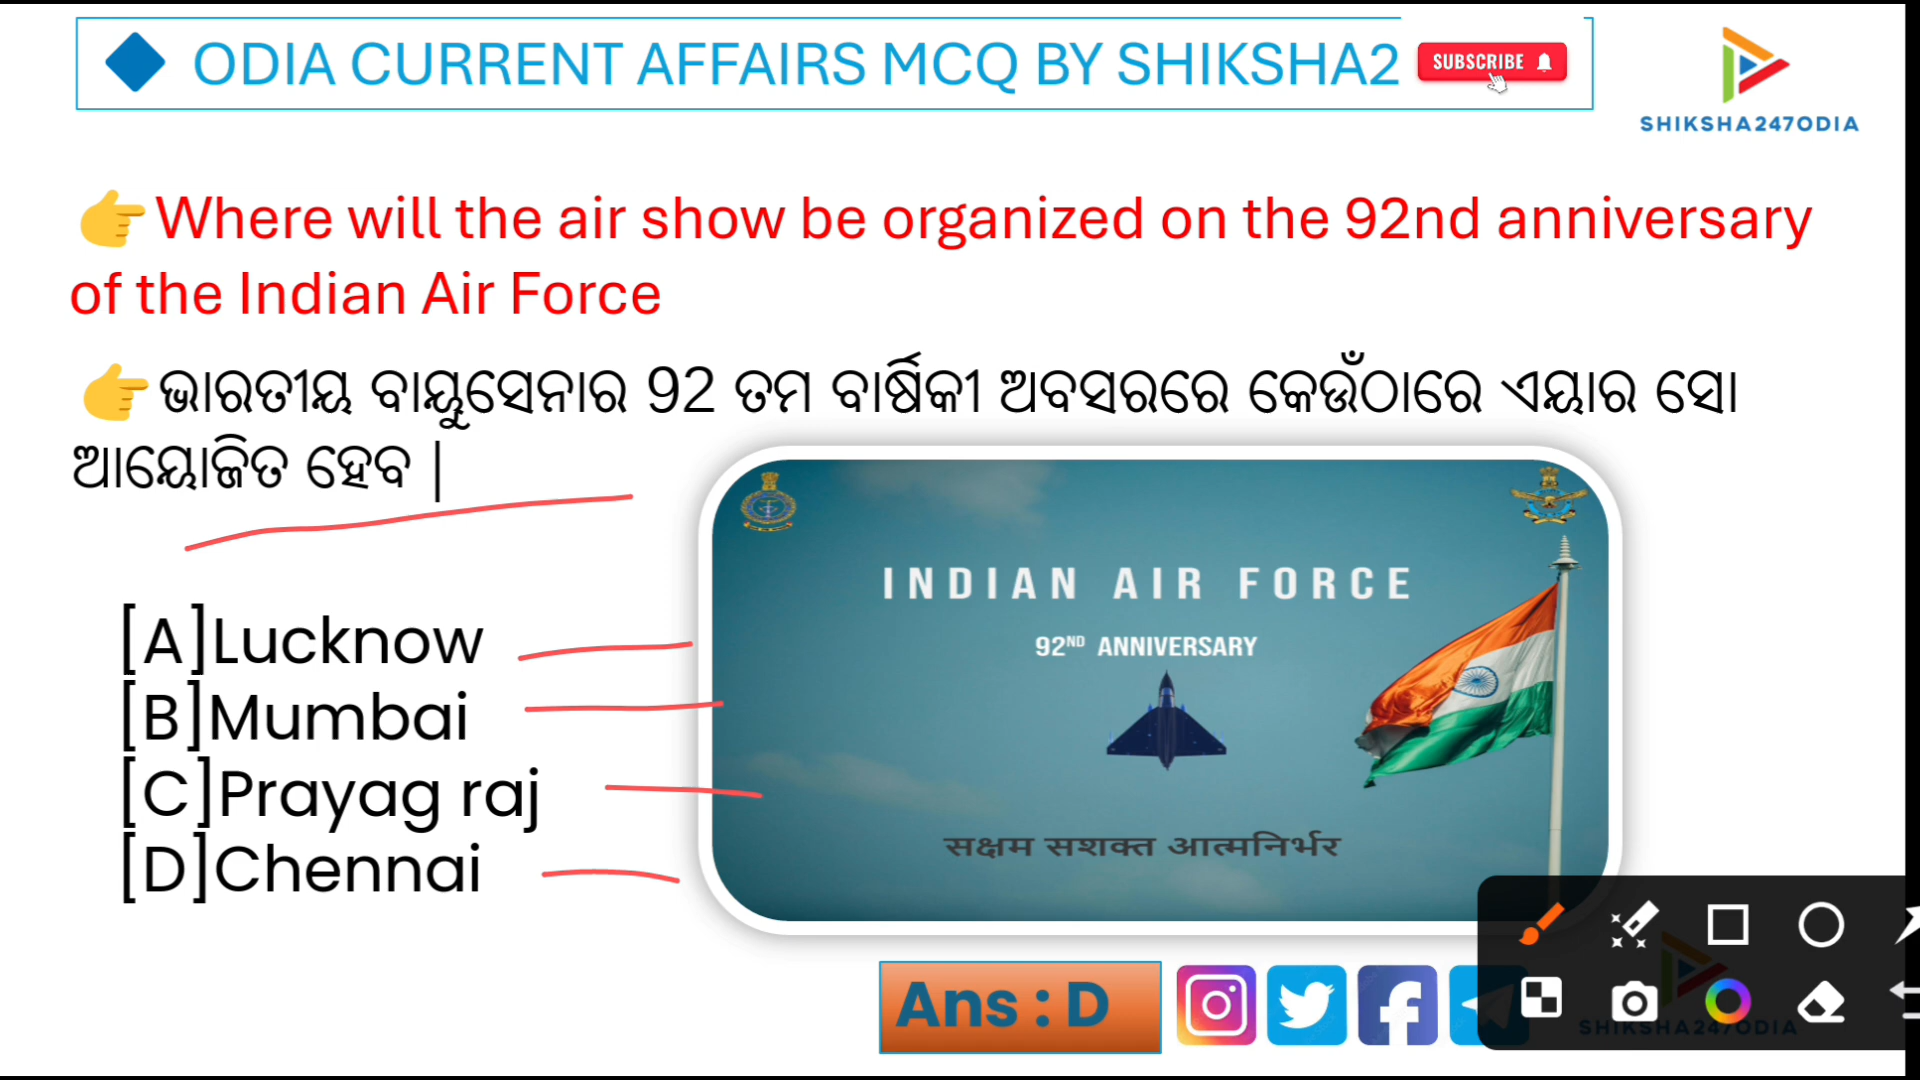 ODIA CURRENT AFFAIRS MCQ BY SHIKSHA2
SUBSCRIBE
SHIKSHA247ODIA
Where will the air show be organized on the 92nd anniversary
of the Indian Air Force
ଭାରତୀୟ ବାୟୁସେନାର 92 ତମ ବାର୍ଷିକୀ ଅବସରରେ କେଉଁଠାରେ ଏୟାର ସୋ
ଆୟୋଜିତ ହେବ |
[A]Lucknow
[B]Mumbai
[C]Prayag raj
[D]Chennai
INDIAN AIR FORCE
92ND ANNIVERSARY
सक्षम सशक्त आत्मनिर्भर
Ans : D
SHIKSHA247ODIA